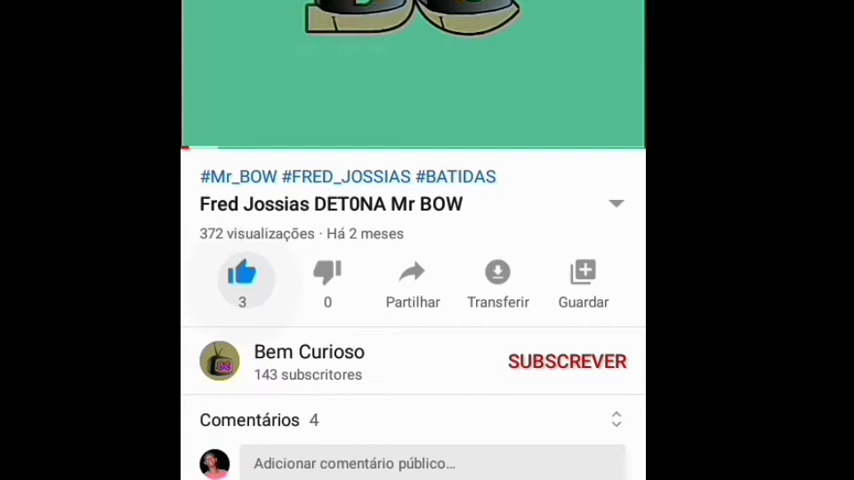 #Mr_BOW #FRED_JOSSIAS #BATIDAS
Fred Jossias DET0NA Mr BOW
372 visualizações · Há 2 meses
3 0 Partilhar Transferir Guardar
Bem Curioso
143 subscritores
SUBSCREVER
Comentários 4
Adicionar comentário público...